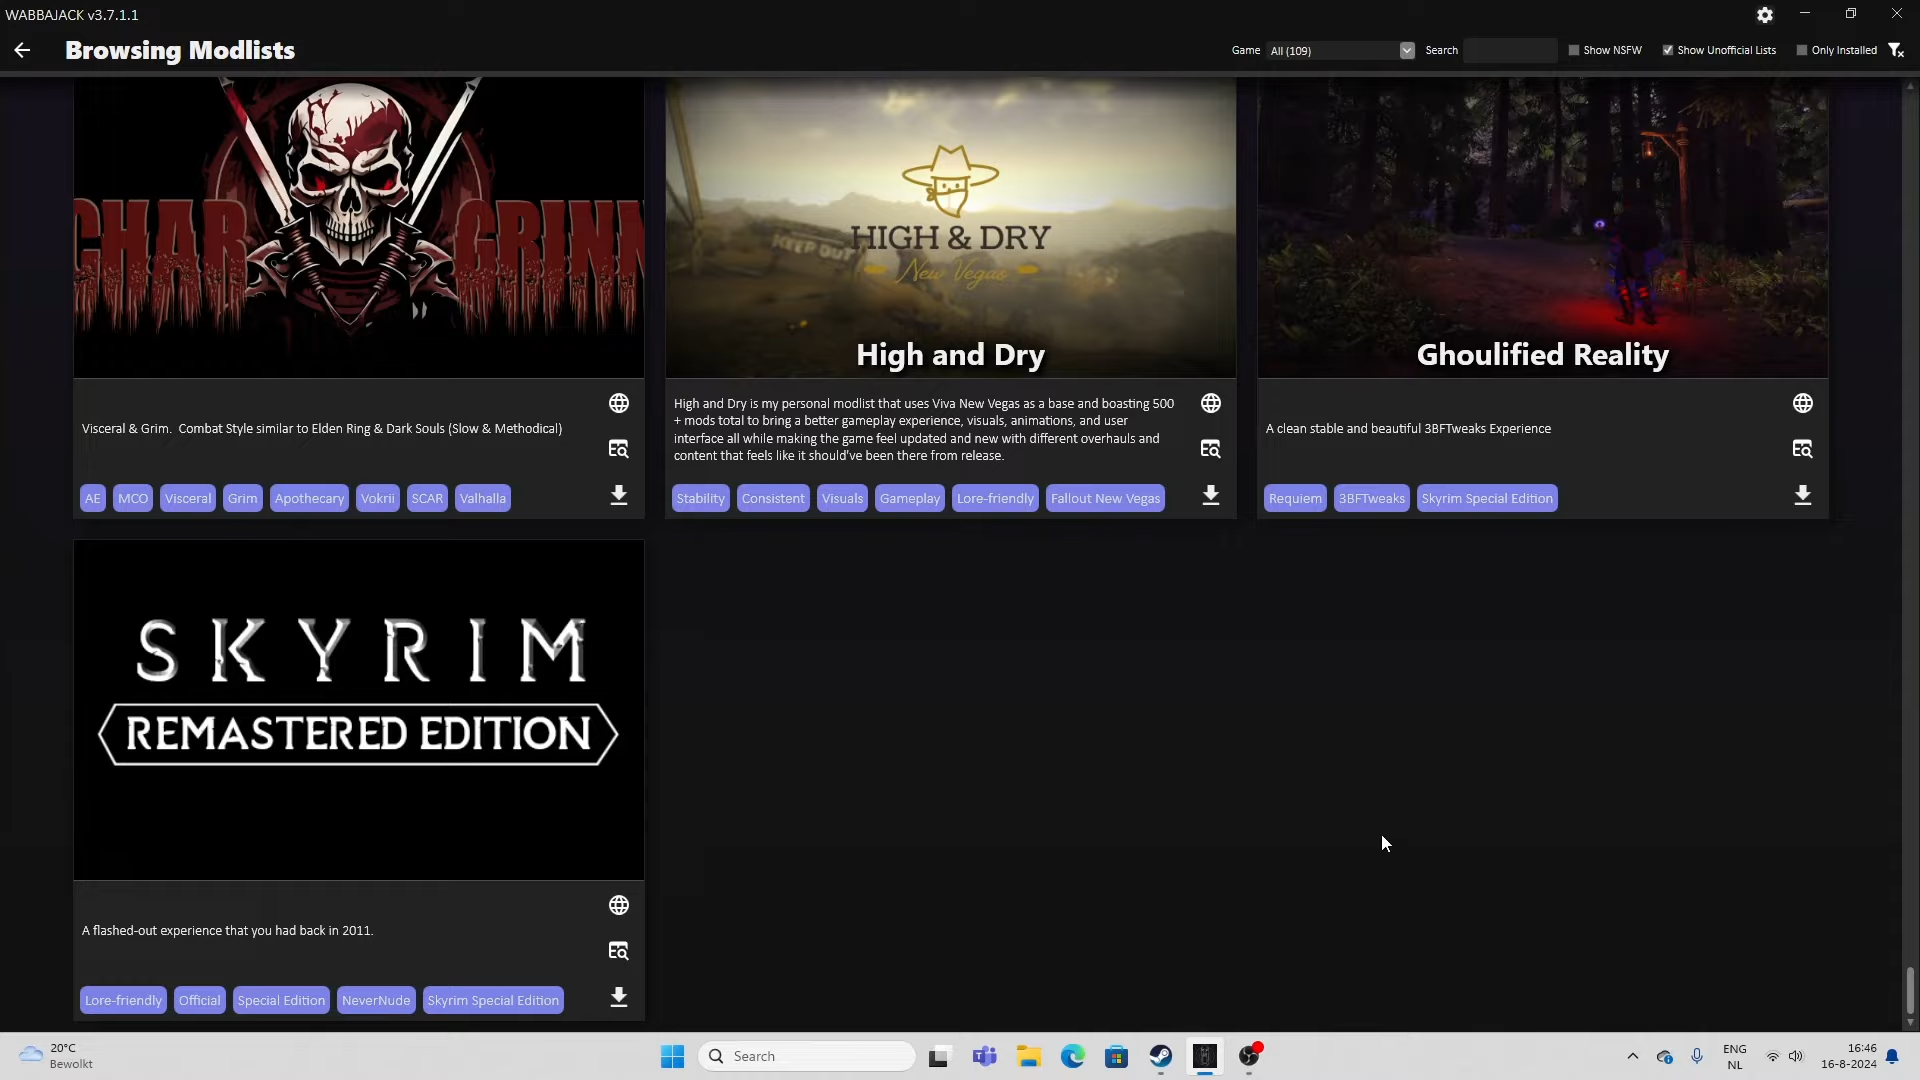 WABBAJACK v3.7.1.1
Browsing Modlists
Game All (109) Search Show NSFW Show Unofficial Lists Only Installed
CHAR GRINN
KEEP OUT
HIGH & DRY
New Vegas
High and Dry
Ghoulified Reality
Visceral & Grim. Combat Style similar to Elden Ring & Dark Souls (Slow & Methodical)
AE MCO Visceral Grim Apothecary Vokrii SCAR Valhalla
High and Dry is my personal modlist that uses Viva New Vegas as a base and boasting 500
+ mods total to bring a better gameplay experience, visuals, animations, and user
interface all while making the game feel updated and new with different overhauls and
content that feels like it should've been there from release.
Stability Consistent Visuals Gameplay Lore-friendly Fallout New Vegas
A clean stable and beautiful 3BFTweaks Experience
Requiem 3BFTweaks Skyrim Special Edition
SKYRIM
REMASTERED EDITION
A flashed-out experience that you had back in 2011.
Lore-friendly Official Special Edition NeverNude Skyrim Special Edition
20°C
Bewolkt
Search
ENG
NL
16:46
16-8-2024